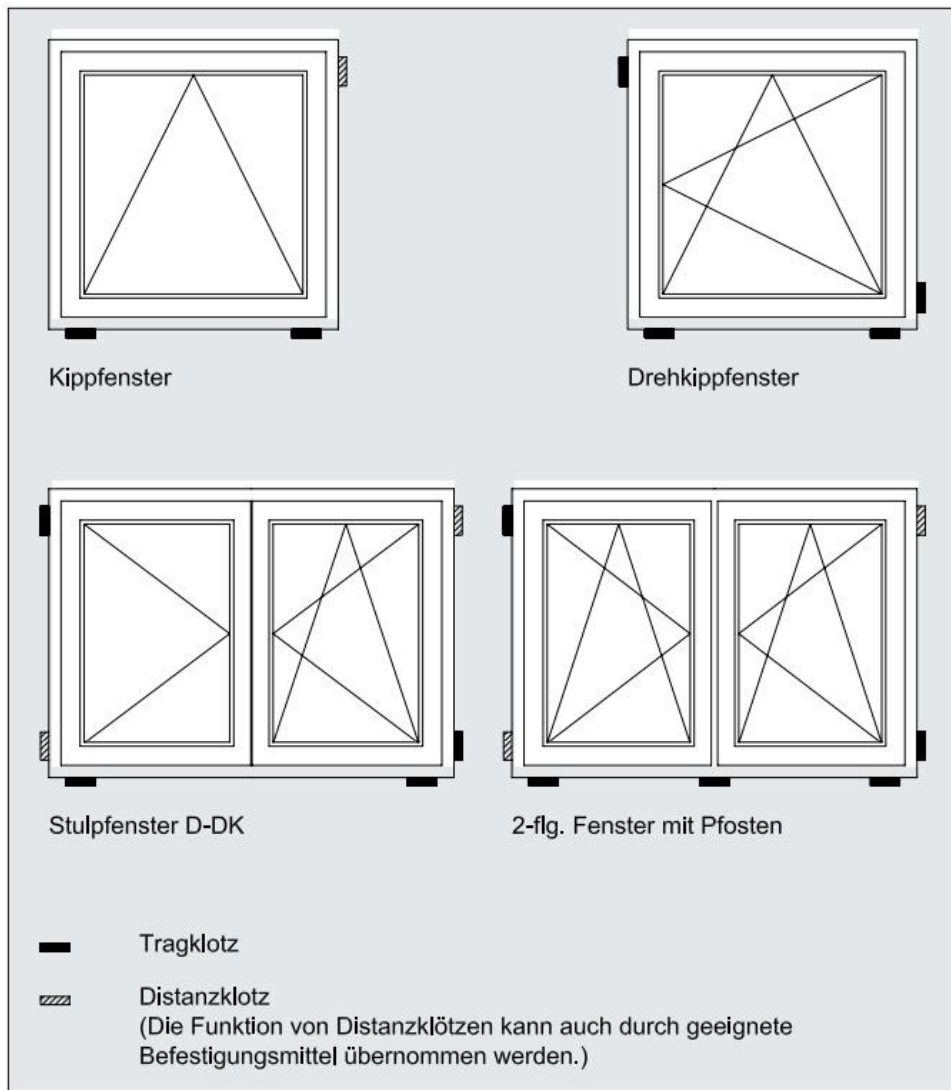 Kippfenster
Drehkippfenster
Stulpfenster D-DK
2-flg. Fenster mit Pfosten
Tragklotz
Distanzklotz
(Die Funktion von Distanzklötzen kann auch durch geeignete
Befestigungsmittel übernommen werden.)